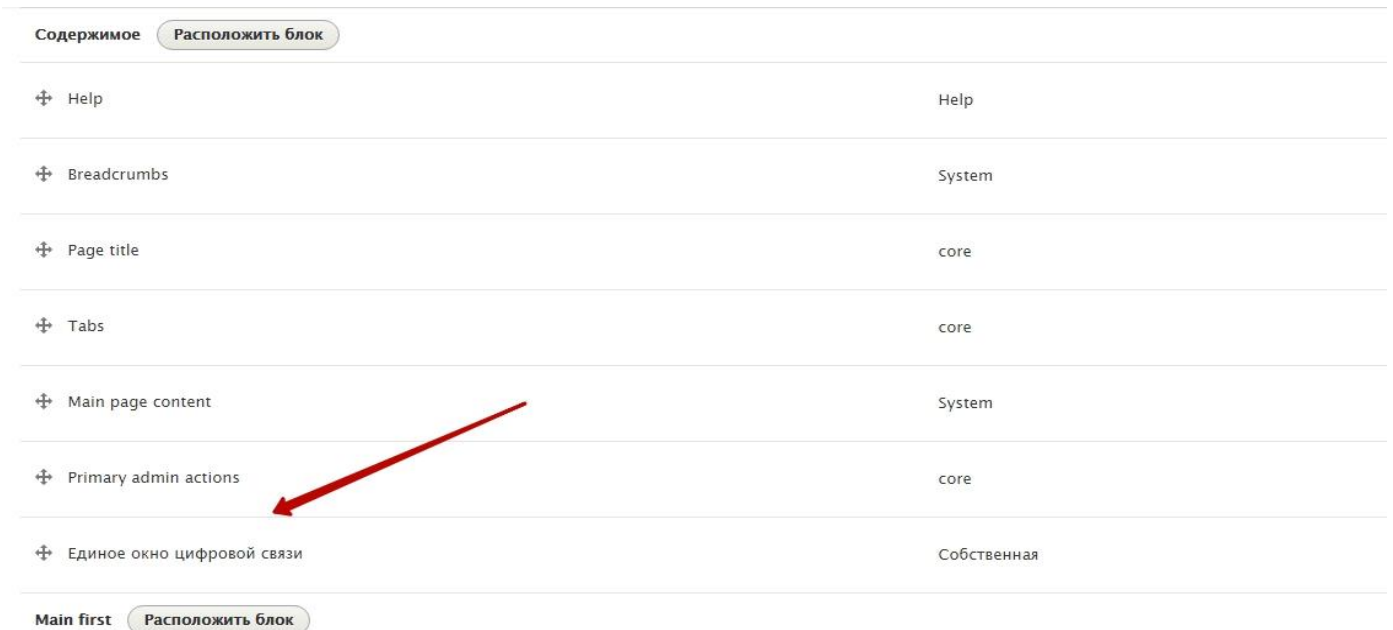 Содержимое Расположить блок
Help Help
Breadcrumbs System
Page title core
Tabs core
Main page content System
Primary admin actions core
Единое окно цифровой связи Собственная
Main first Расположить блок